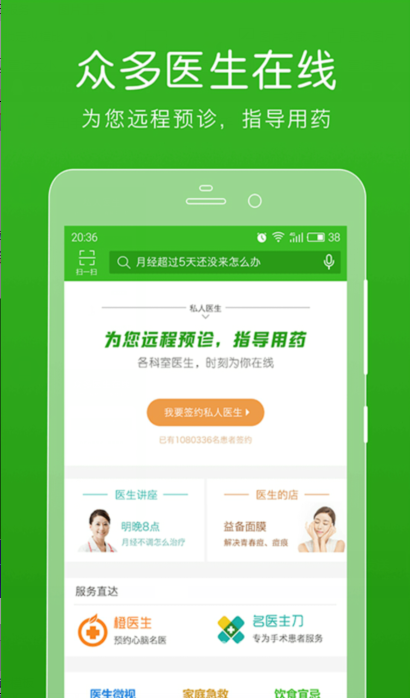 众多医生在线
为您远程预诊，指导用药
20:36
38
扫一扫
月经超过5天还没来怎么办
私人医生
为您远程预诊，指导用药
各科室医生，时刻为你在线
我要签约私人医生
已有1080336名患者签约
医生讲座
明晚8点
月经不调怎么治疗
医生的店
益备面膜
解决青春痘、痘痕
服务直达
橙医生
预约心脑名医
名医主刀
专为手术患者服务
医生微视
家庭急救
饮食宜忌